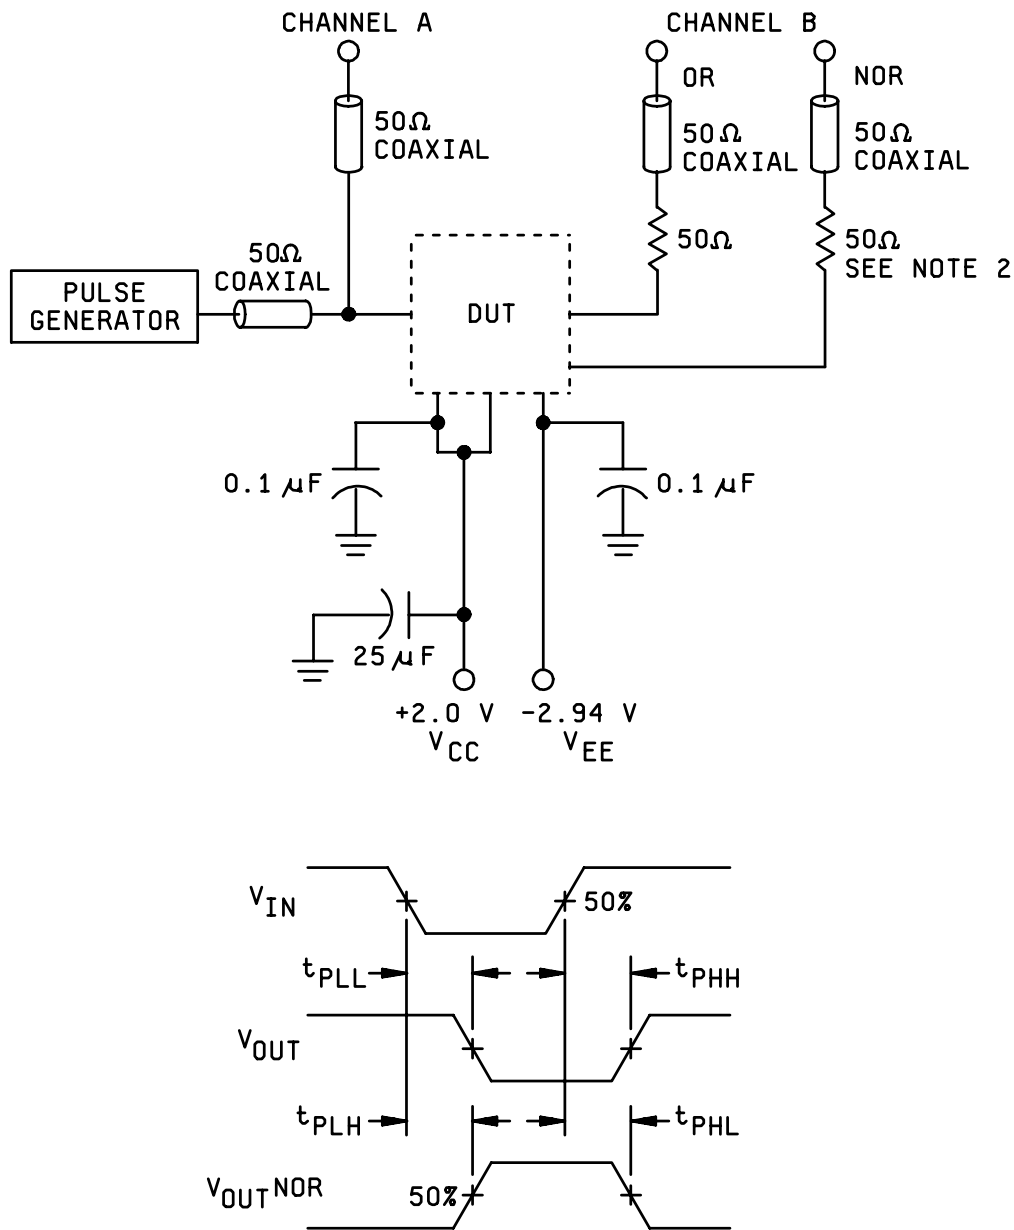 CHANNEL A
CHANNEL B
OR
NOR
50Ω
COAXIAL
50Ω
COAXIAL
50Ω
COAXIAL
50Ω
COAXIAL
50Ω
50Ω
SEE NOTE 2
PULSE
GENERATOR
DUT
0.1 μF
0.1 μF
25 μF
+2.0 V
VCC
-2.94 V
VEE
VIN
50%
tPLL
tPHH
VOUT
tPLH
tPHL
VOUT NOR
50%